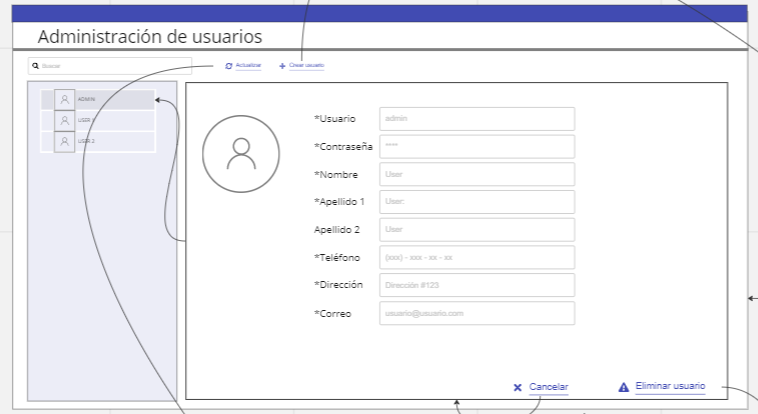 Administración de usuarios
Buscar
Actualizar
Crear usuario
ADMIN
USER 1
USER 2
*Usuario admin
*Contraseña ****
*Nombre User
*Apellido 1 User:
Apellido 2 User
*Teléfono (xxx) - xxx - xx - xx
*Dirección Dirección #123
*Correo usuario@usuario.com
Cancelar
Eliminar usuario